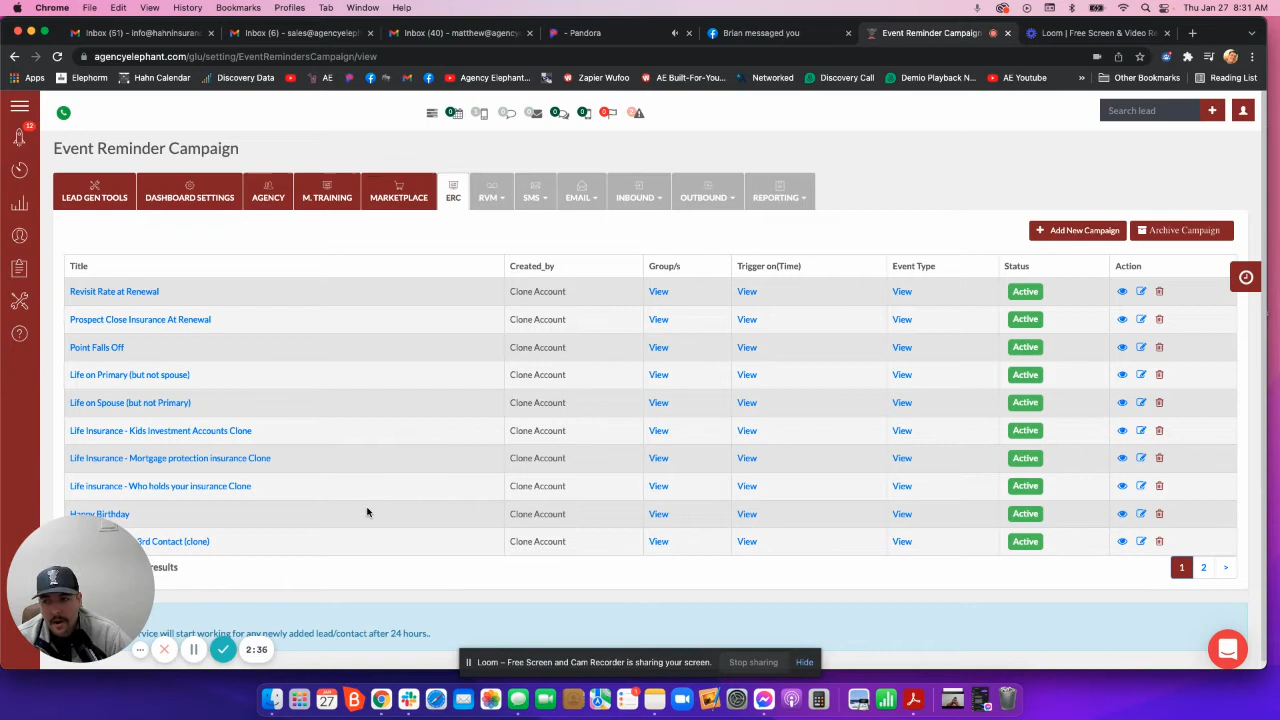 Chrome File Edit View History Bookmarks Profiles Tab Window Help Thu Jan 27 8:31 AM
Inbox (51) - info@hahninsuranc Inbox (6) - sales@agencyeleph Inbox (40) - matthew@agency - Pandora Brian messaged you Event Reminder Campaign Loom | Free Screen & Video Re
agencyelephant.com/glu/setting/EventRemindersCampaign/view
Apps Elephorm Hahn Calendar Discovery Data AE Agency Elephant... Zapier Wufoo AE Built-For-You... Networked Discovery Call Demio Playback N... AE Youtube Other Bookmarks Reading List
12
0 0 0 0 0 0
Search lead
Event Reminder Campaign
LEAD GEN TOOLS DASHBOARD SETTINGS AGENCY M. TRAINING MARKETPLACE ERC RVM SMS EMAIL INBOUND OUTBOUND REPORTING
Add New Campaign Archive Campaign
Title Created_by Group/s Trigger on(Time) Event Type Status Action
Revisit Rate at Renewal Clone Account View View View Active
Prospect Close Insurance At Renewal Clone Account View View View Active
Point Falls Off Clone Account View View View Active
Life on Primary (but not spouse) Clone Account View View View Active
Life on Spouse (but not Primary) Clone Account View View View Active
Life Insurance - Kids Investment Accounts Clone Clone Account View View View Active
Life Insurance - Mortgage protection insurance Clone Clone Account View View View Active
Life insurance - Who holds your insurance Clone Clone Account View View View Active
Happy Birthday Clone Account View View View Active
3rd Contact (clone) Clone Account View View View Active
results 1 2 >
service will start working for any newly added lead/contact after 24 hours..
2:36
Loom – Free Screen and Cam Recorder is sharing your screen. Stop sharing Hide
JAN
27
1